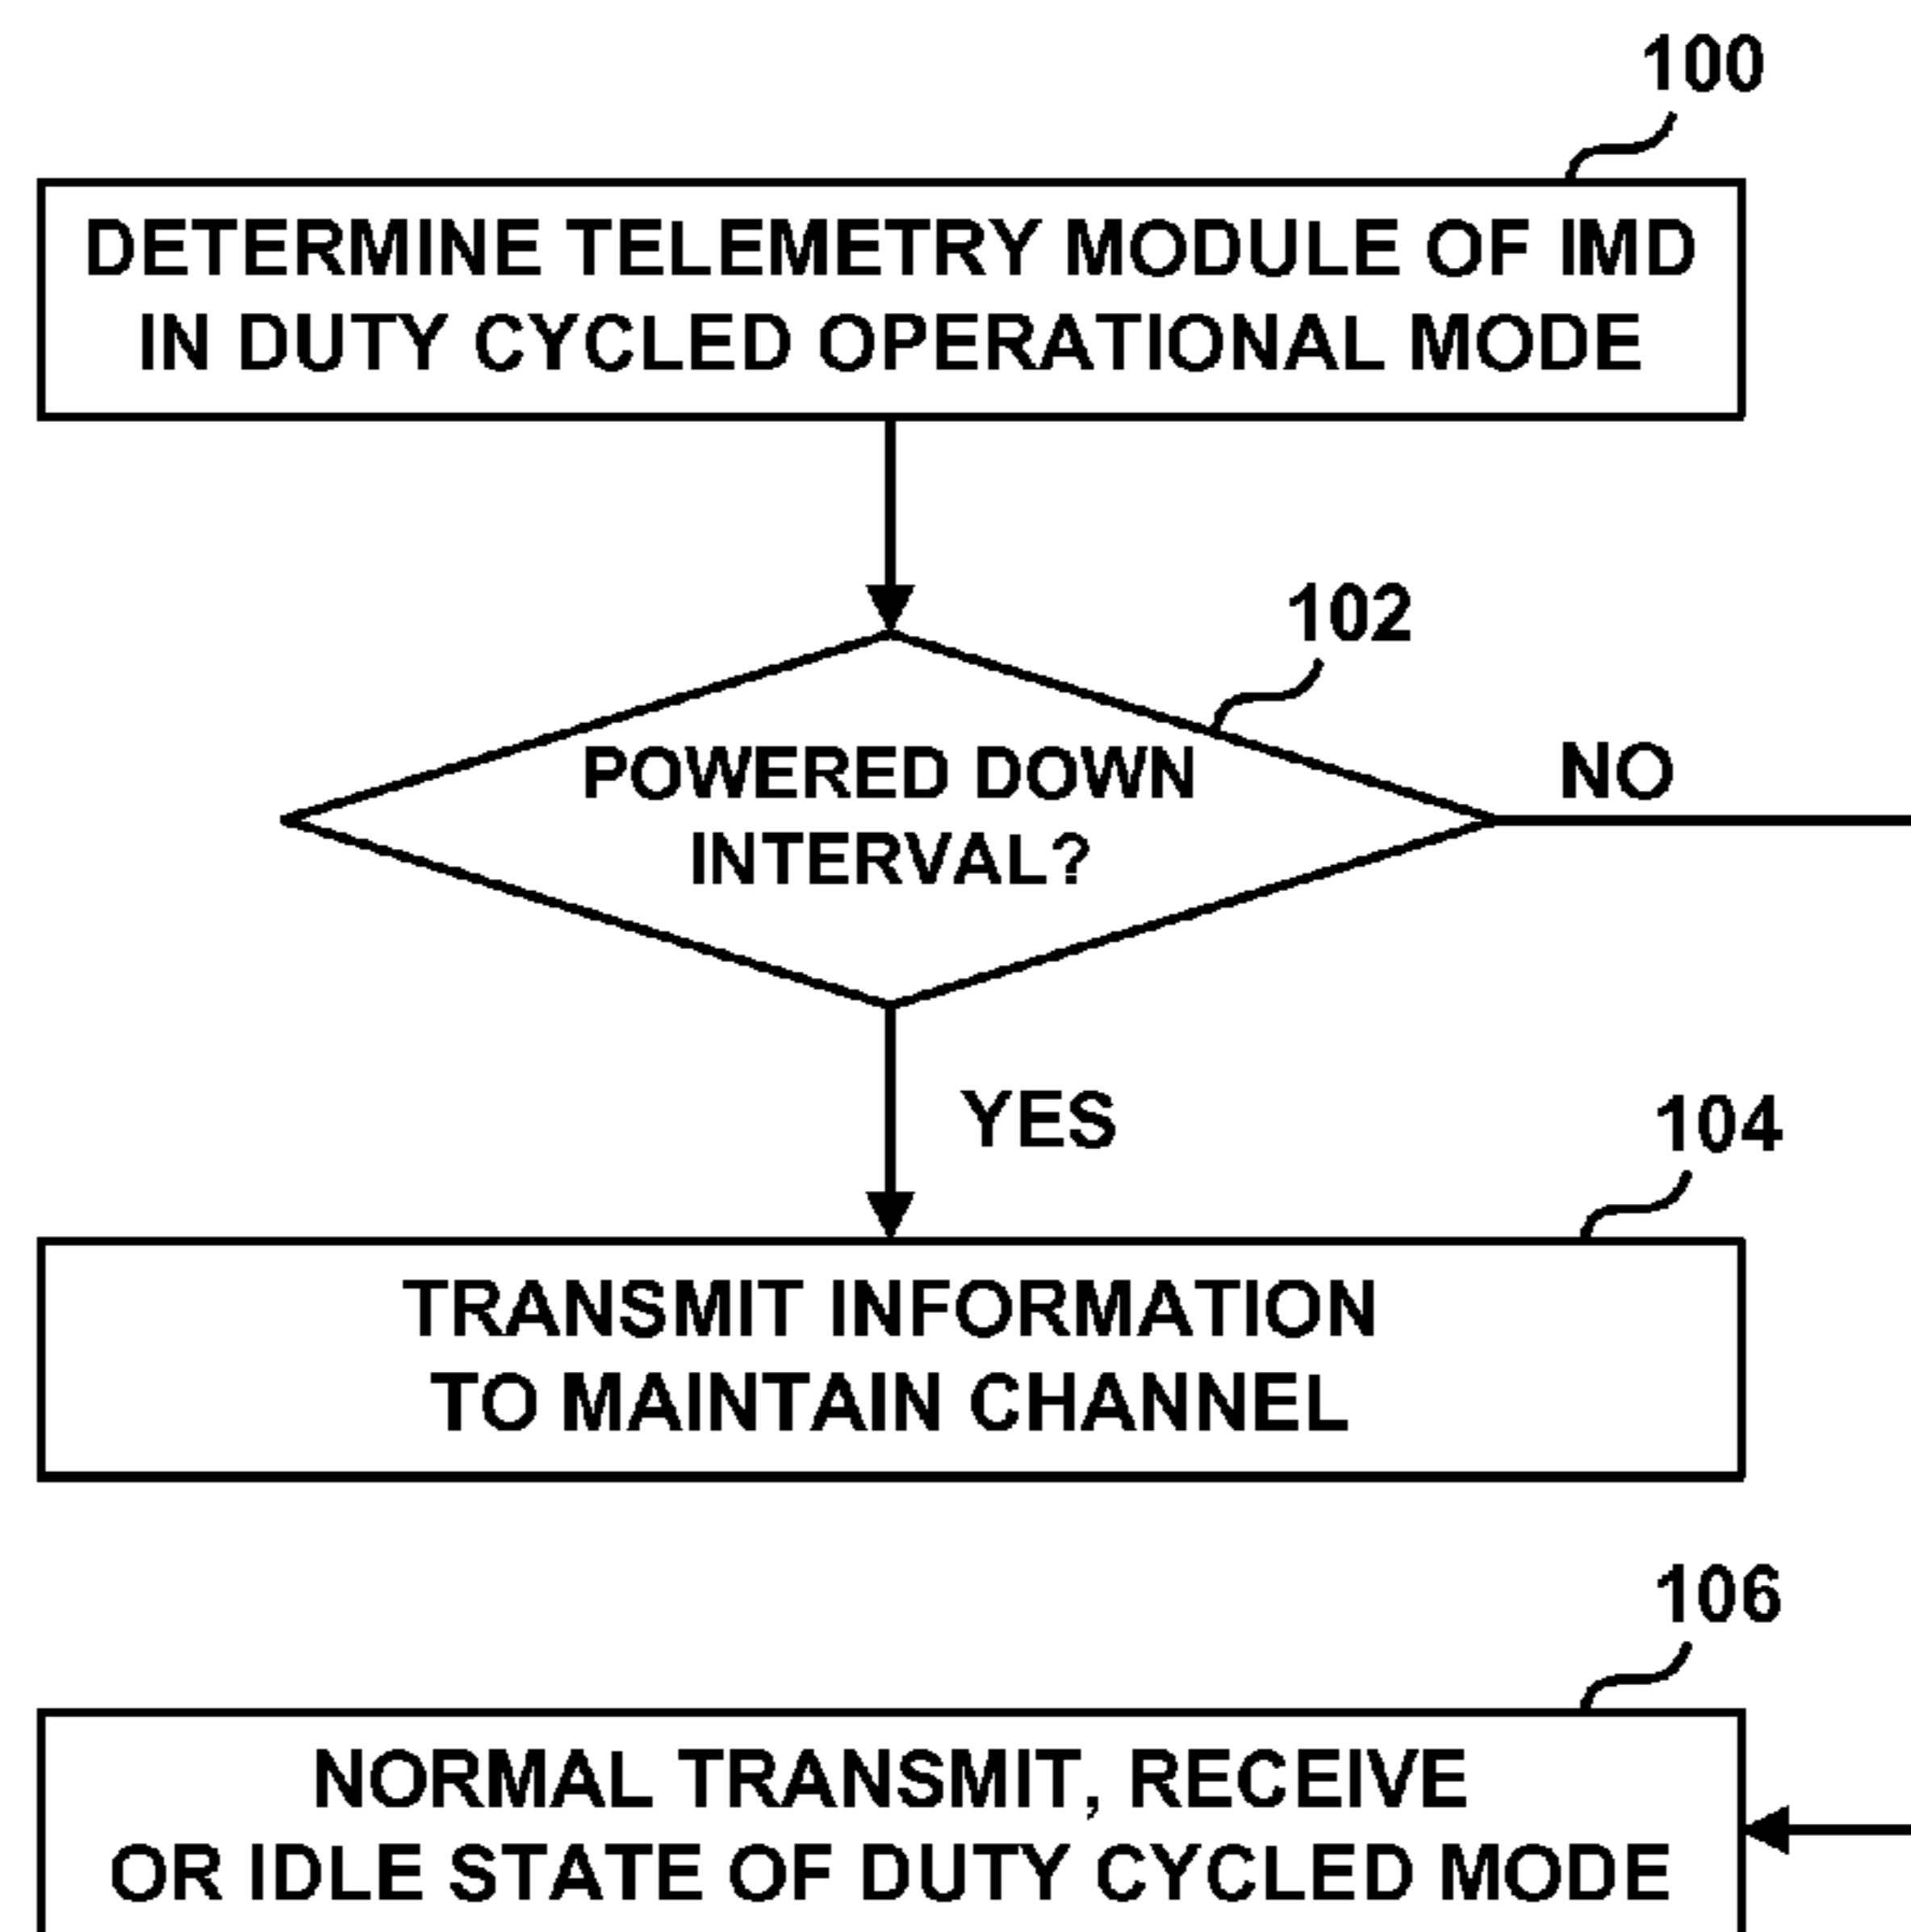 100
DETERMINE TELEMETRY MODULE OF IMD
IN DUTY CYCLED OPERATIONAL MODE
102
POWERED DOWN
INTERVAL?
NO
YES
104
TRANSMIT INFORMATION
TO MAINTAIN CHANNEL
106
NORMAL TRANSMIT, RECEIVE
OR IDLE STATE OF DUTY CYCLED MODE